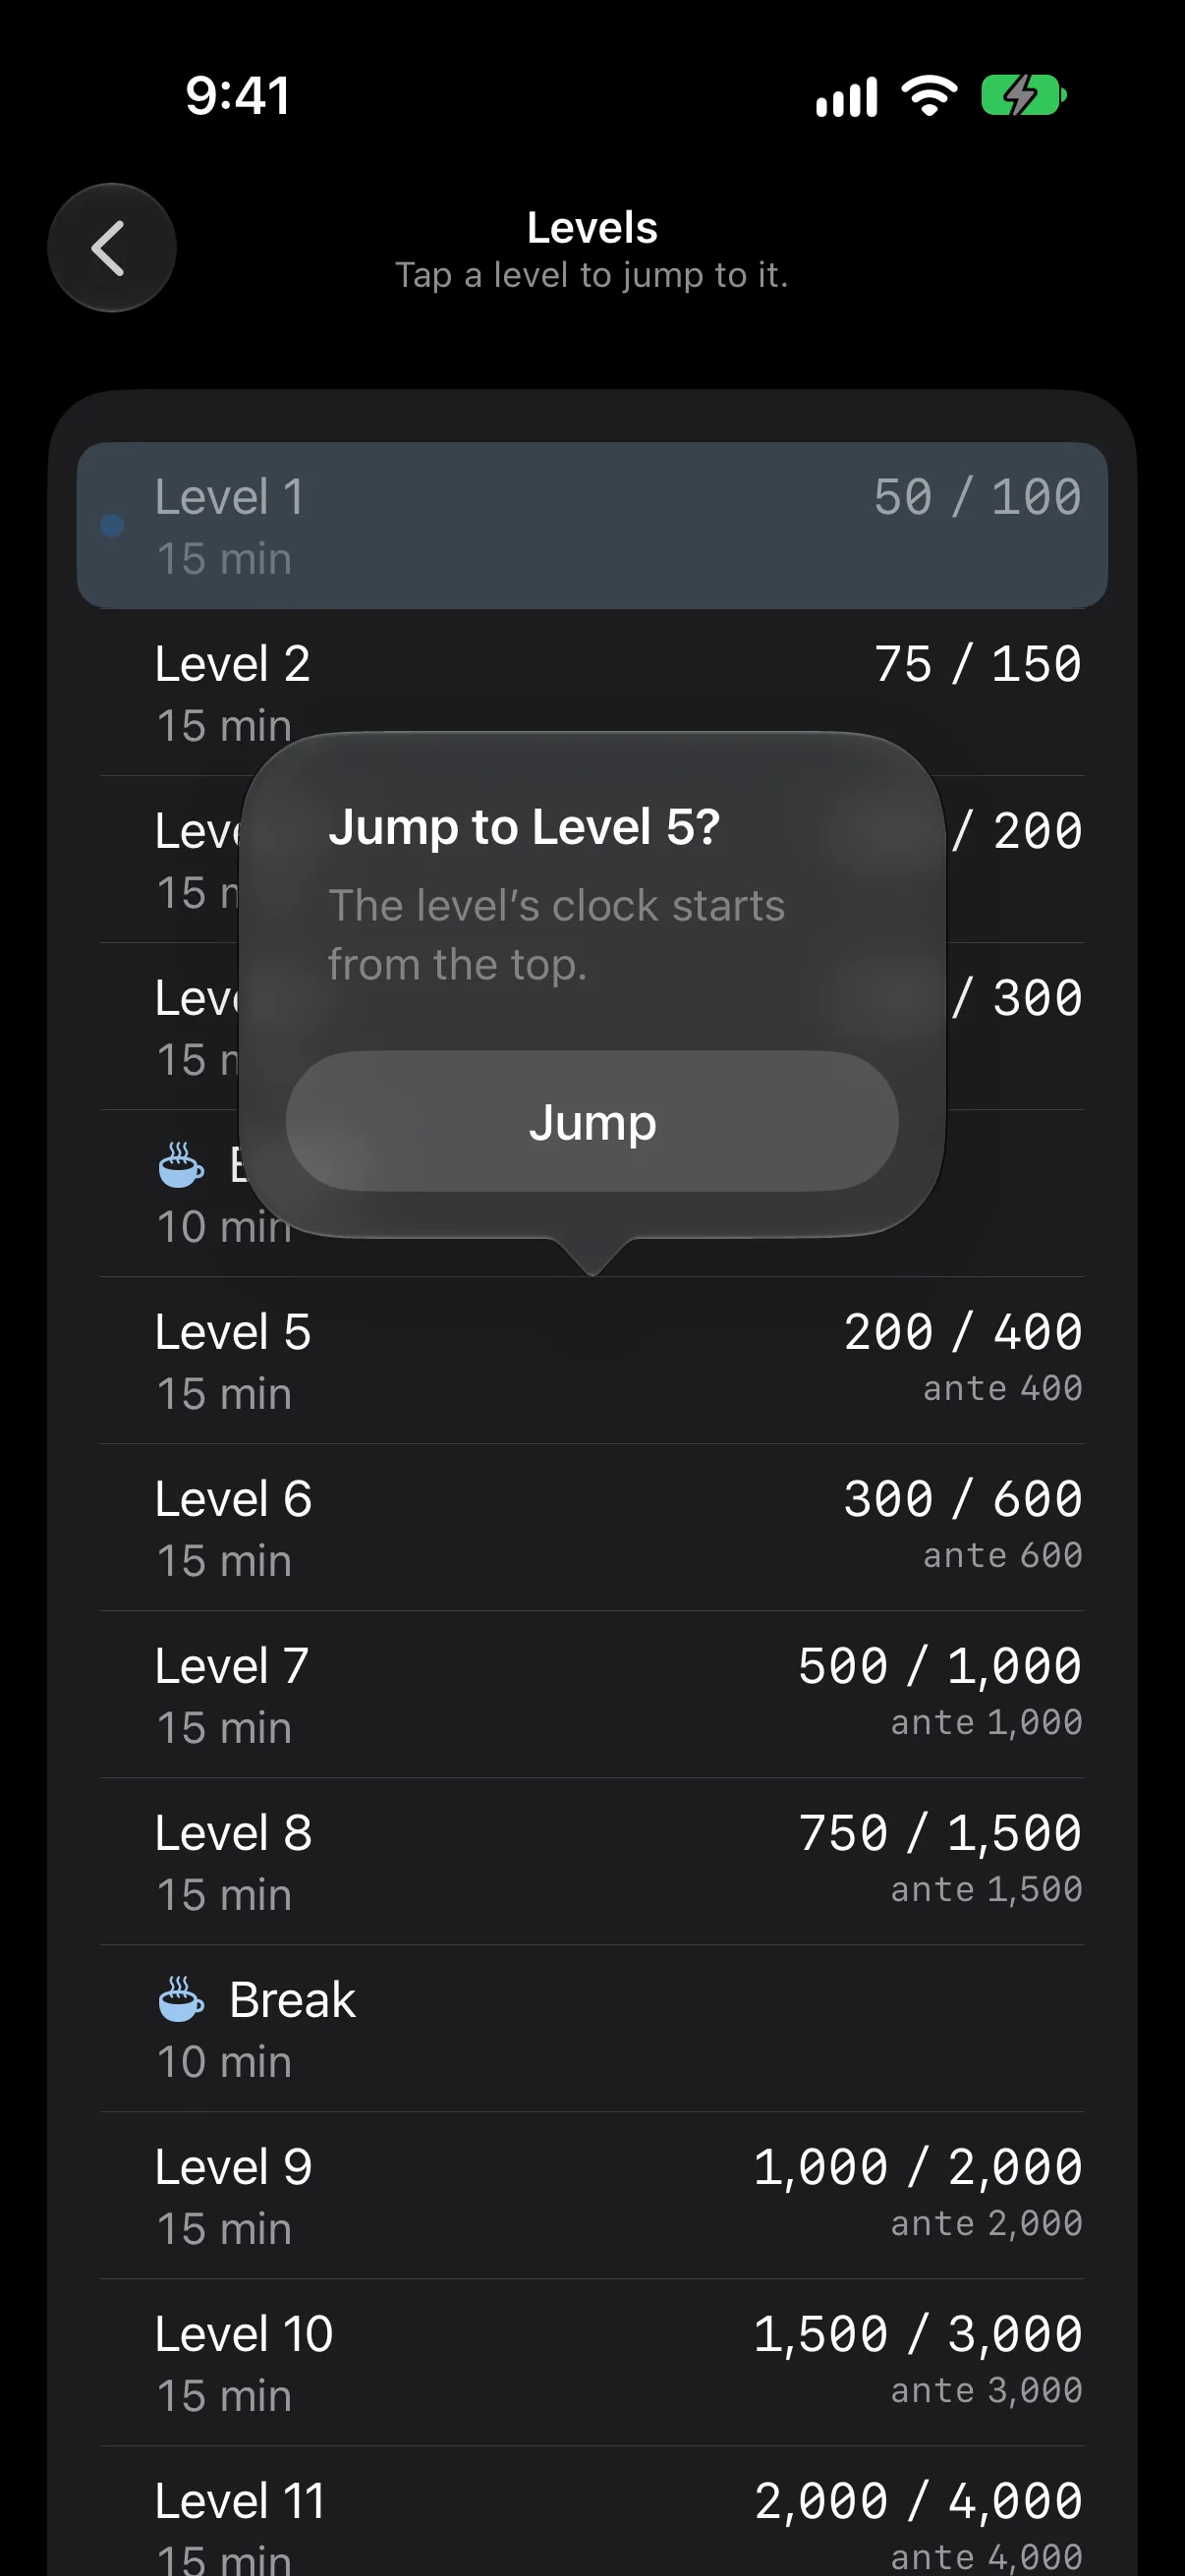 9:41
Levels
Tap a level to jump to it.
Level 1
50 / 100
15 min
Level 2
75 / 150
15 min
/ 200
/ 300
Jump to Level 5?
The level's clock starts
from the top.
Jump
10 min
Level 5
200 / 400
15 min
ante 400
Level 6
300 / 600
15 min
ante 600
Level 7
500 / 1,000
15 min
ante 1,000
Level 8
750 / 1,500
15 min
ante 1,500
Break
10 min
Level 9
1,000 / 2,000
15 min
ante 2,000
Level 10
1,500 / 3,000
15 min
ante 3,000
Level 11
2,000 / 4,000
15 min
ante 4,000